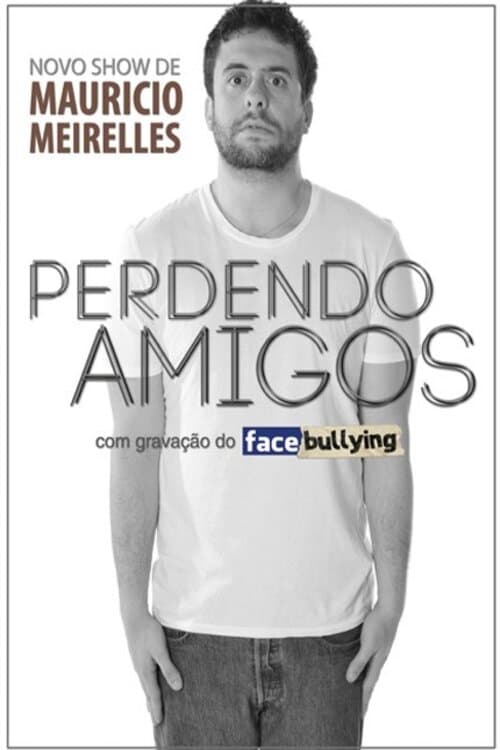 NOVO SHOW DE
MAURICIO
MEIRELLES
PERDENDO
AMIGOS
com gravação do facebullying